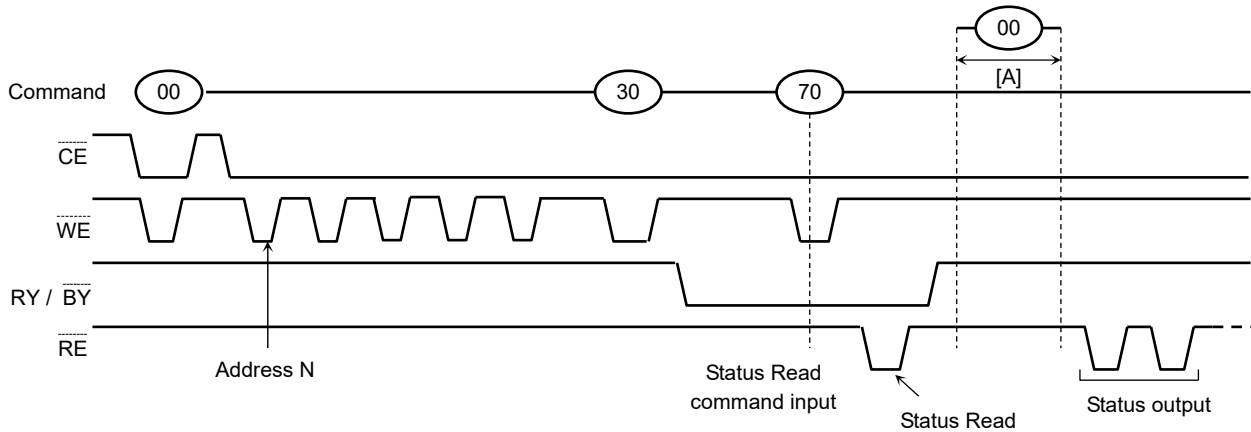 00
[A]
Command 00 30 70
CE
WE
RY / BY
RE
Address N
Status Read
command input
Status Read
Status output